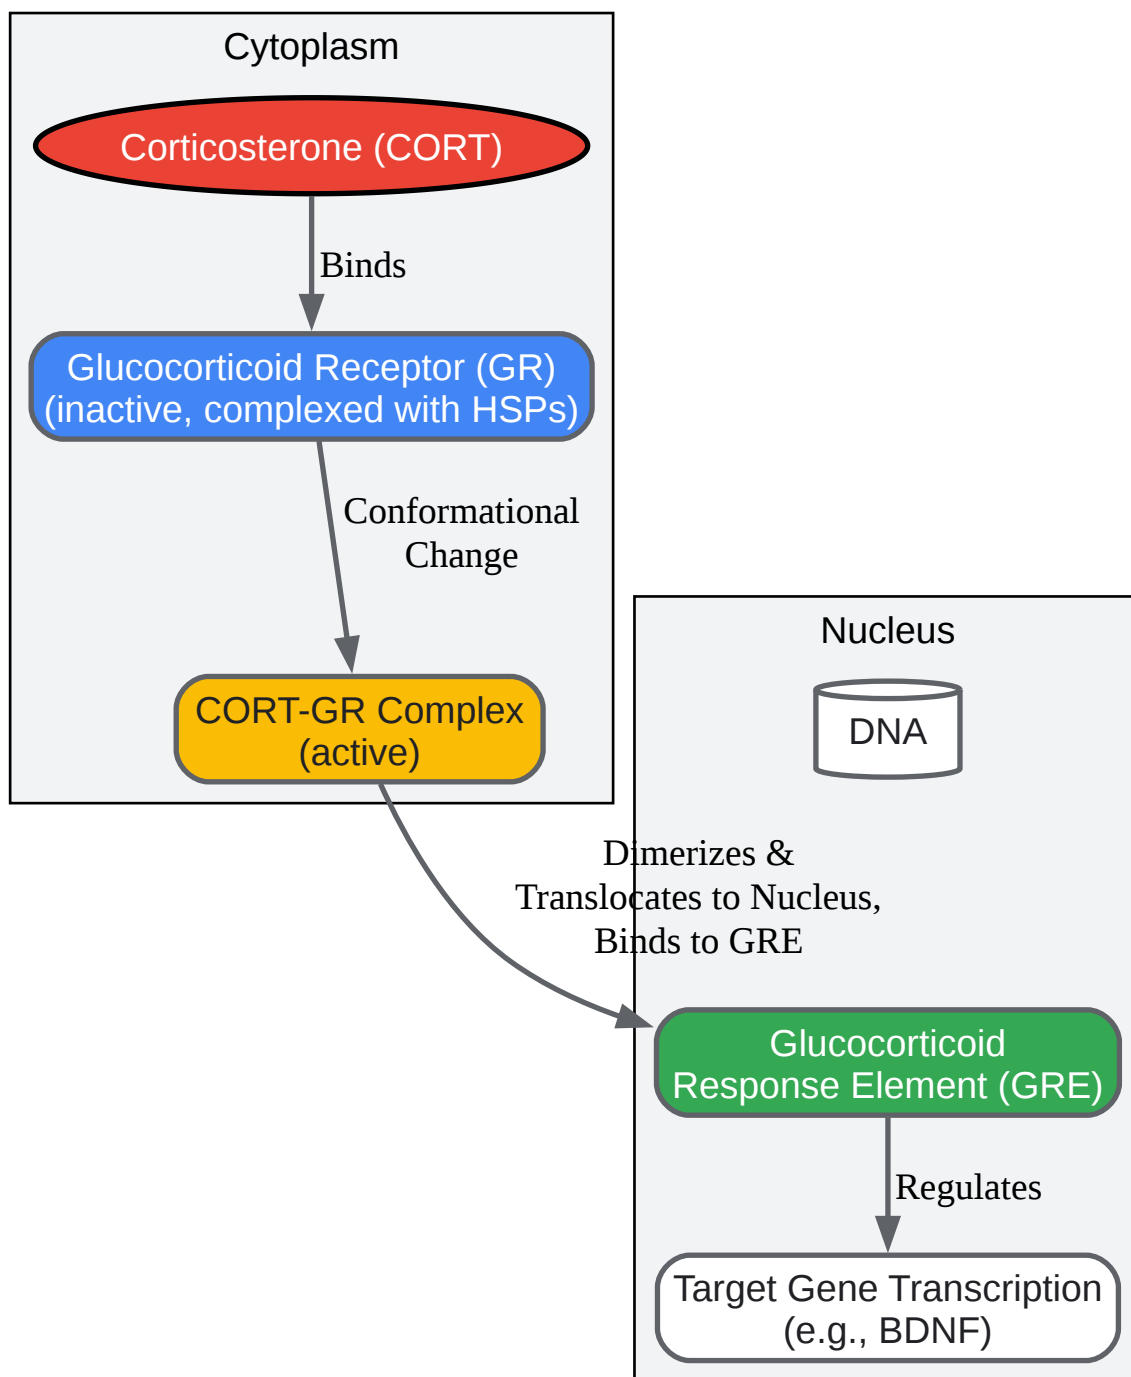 Cytoplasm
Corticosterone (CORT)
Binds
Glucocorticoid Receptor (GR)
(inactive, complexed with HSPs)
Conformational
Change
CORT-GR Complex
(active)
Nucleus
DNA
Dimerizes &
Translocates to Nucleus,
Binds to GRE
Glucocorticoid
Response Element (GRE)
Regulates
Target Gene Transcription
(e.g., BDNF)